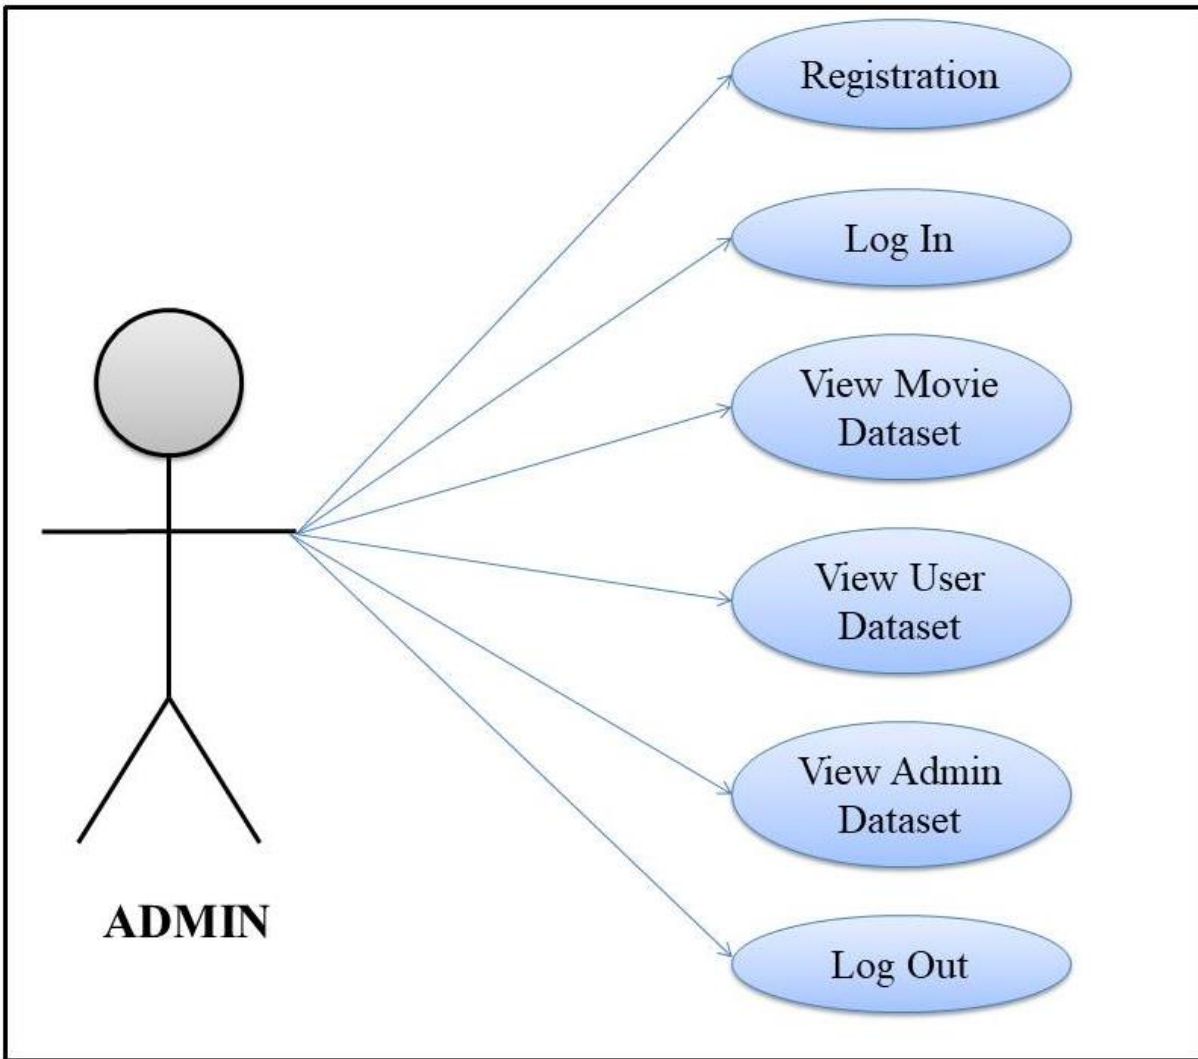 Registration
Log In
View Movie
Dataset
View User
Dataset
View Admin
Dataset
ADMIN
Log Out